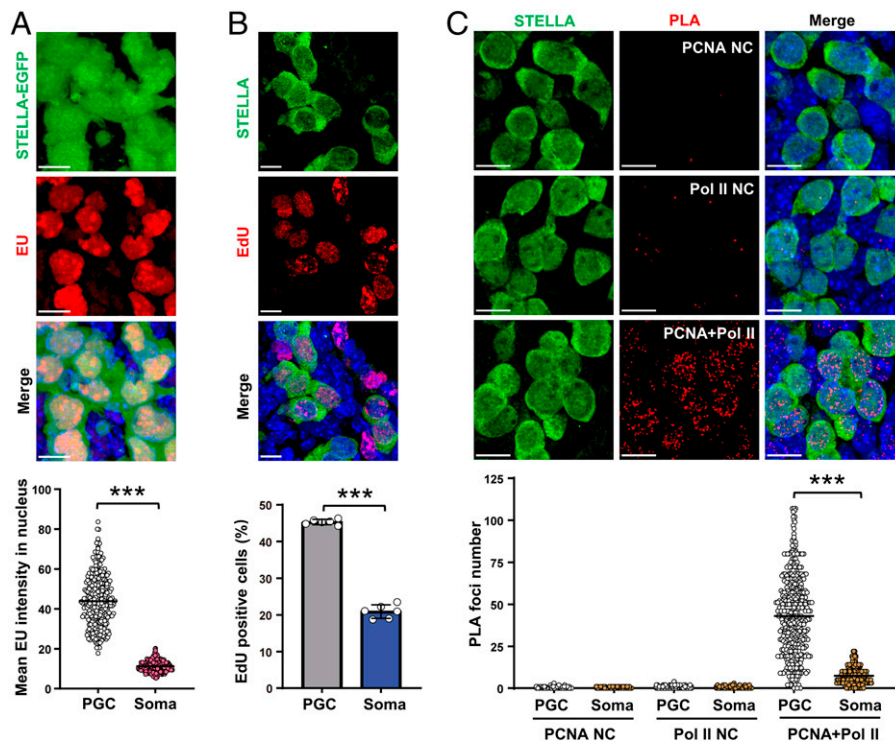 A
B
C
STELLA-EGFP
EU
Merge
STELLA
EdU
Merge
STELLA
PLA
Merge
PCNA NC
Pol II NC
PCNA+Pol II
Mean EU intensity in nucleus
100
80
60
40
20
0
***
PGC Soma
EdU positive cells (%)
50
40
30
20
10
0
***
PGC Soma
PLA foci number
125
100
75
50
25
0
***
PGC Soma PGC Soma PGC Soma
PCNA NC Pol II NC PCNA+Pol II